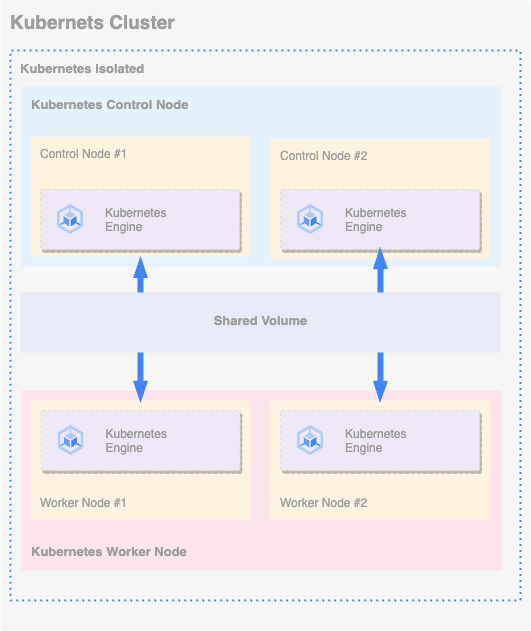 Kubernets Cluster
Kubernetes Isolated
Kubernetes Control Node
Control Node #1
Control Node #2
Kubernetes
Engine
Kubernetes
Engine
Shared Volume
Kubernetes
Engine
Kubernetes
Engine
Worker Node #1
Worker Node #2
Kubernetes Worker Node